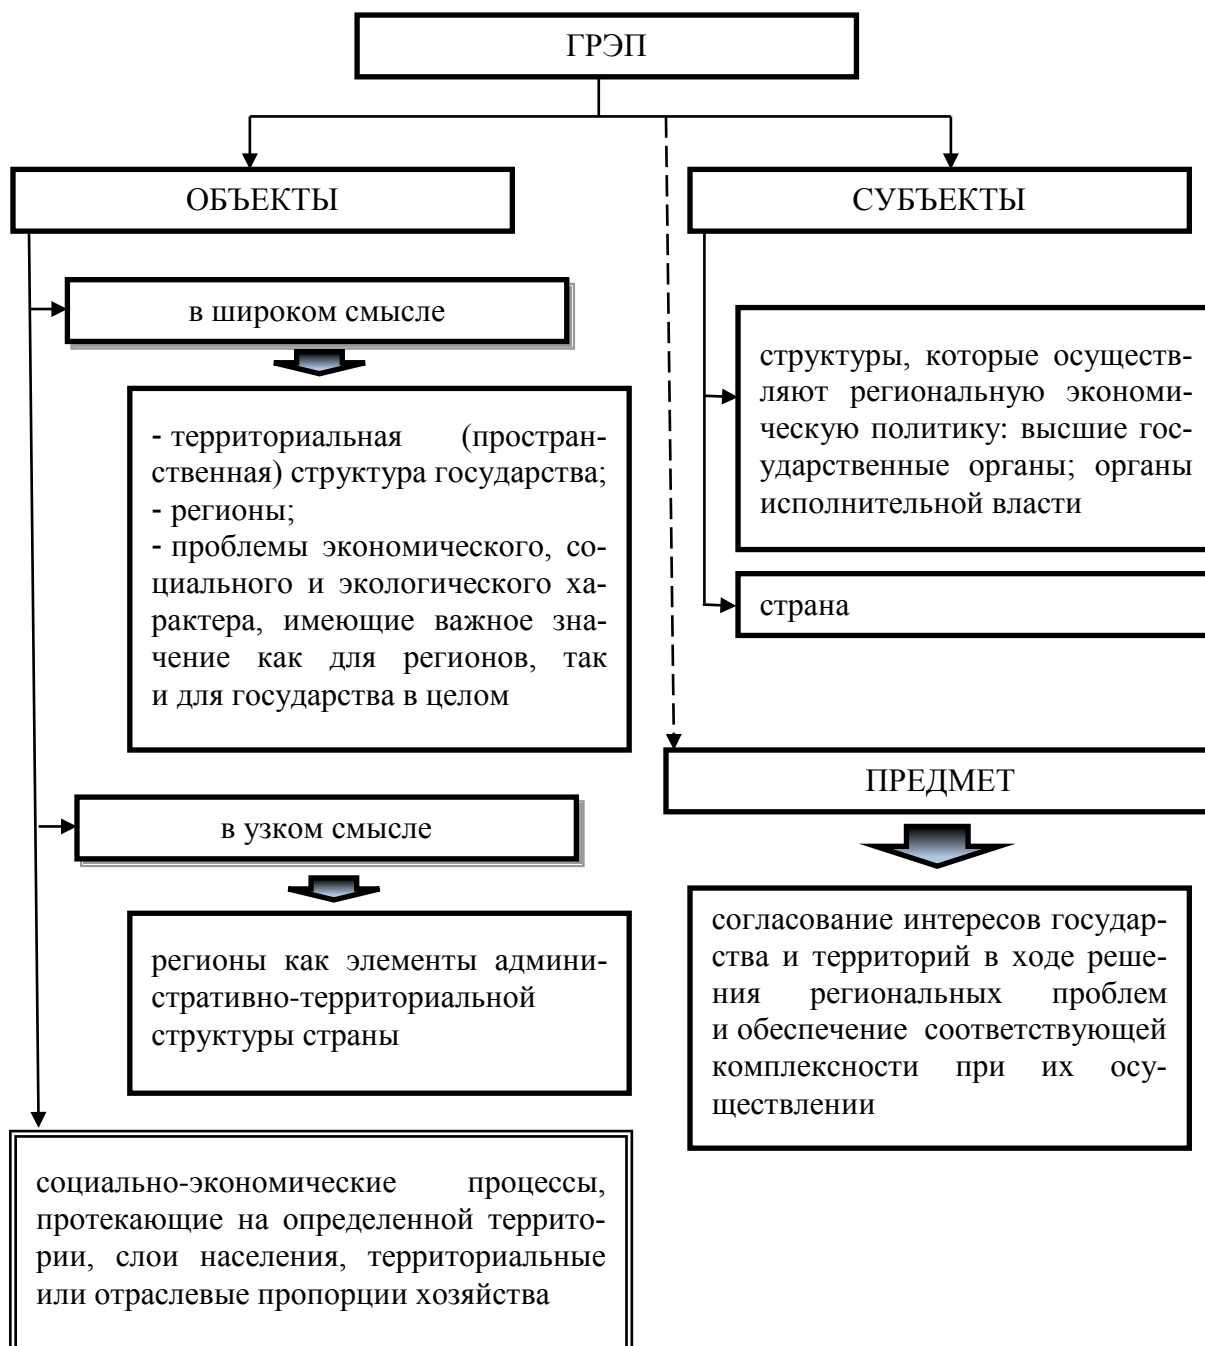 ГРЭП
ОБЪЕКТЫ
СУБЪЕКТЫ
в широком смысле
- территориальная (простран-
ственная) структура государства;
- регионы;
- проблемы экономического, со-
циального и экологического ха-
рактера, имеющие важное зна-
чение как для регионов, так
и для государства в целом
в узком смысле
регионы как элементы админи-
стративно-территориальной
структуры страны
социально-экономические процессы,
протекающие на определенной террито-
рии, слои населения, территориальные
или отраслевые пропорции хозяйства
структуры, которые осуществ-
ляют региональную экономи-
ческую политику: высшие гос-
ударственные органы; органы
исполнительной власти
страна
ПРЕДМЕТ
согласование интересов государ-
ства и территорий в ходе реше-
ния региональных проблем
и обеспечение соответствующей
комплексности при их осу-
ществлении